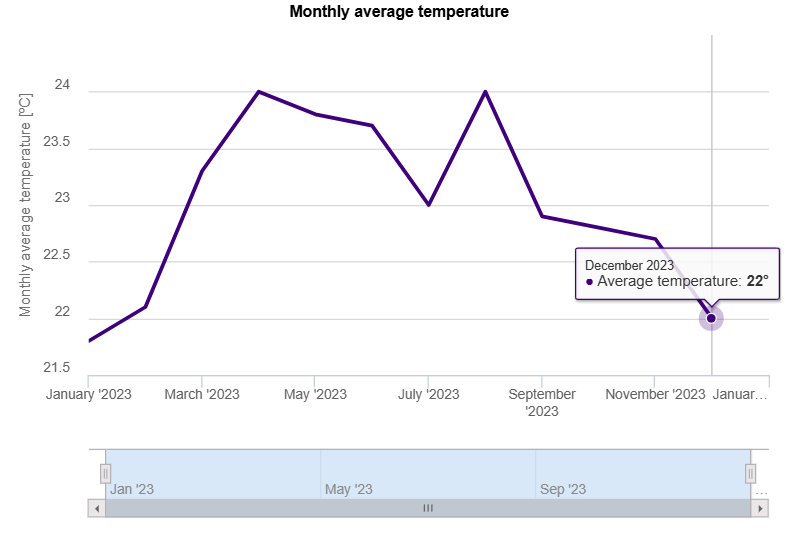 Monthly average temperature
Monthly average temperature [ºC]
24
23.5
23
22.5
22
21.5
December 2023
● Average temperature: 22°
January '2023 March '2023 May '2023 July '2023 September '2023 November '2023 Januar…
Jan '23 May '23 Sep '23 …